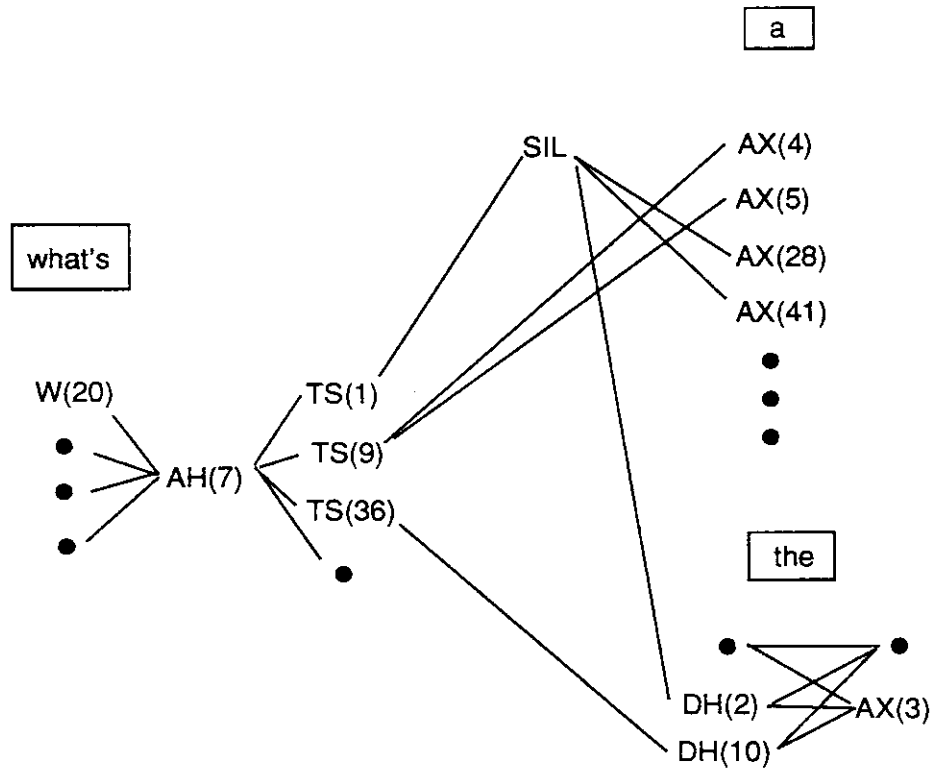 a
SIL
AX(4)
AX(5)
AX(28)
AX(41)
what's
W(20)
AH(7)
TS(1)
TS(9)
TS(36)
the
DH(2)
AX(3)
DH(10)